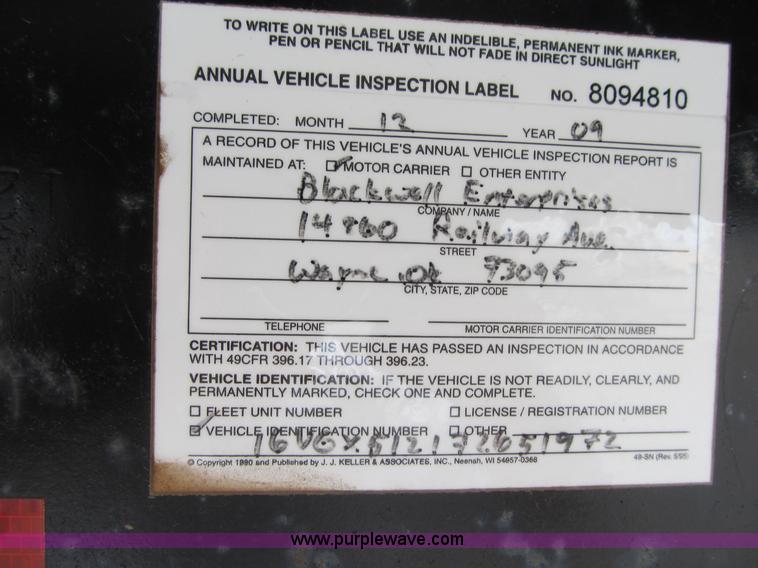 TO WRITE ON THIS LABEL USE AN INDELIBLE, PERMANENT INK MARKER,
PEN OR PENCIL THAT WILL NOT FADE IN DIRECT SUNLIGHT
ANNUAL VEHICLE INSPECTION LABEL NO. 8094810
COMPLETED: MONTH 12 YEAR 09
A RECORD OF THIS VEHICLE'S ANNUAL VEHICLE INSPECTION REPORT IS
MAINTAINED AT: MOTOR CARRIER OTHER ENTITY
Blackwell Enterprises
COMPANY / NAME
Railway Ave.
STREET
Wayne, Ok 73095
CITY, STATE, ZIP CODE
TELEPHONE MOTOR CARRIER IDENTIFICATION NUMBER
CERTIFICATION: THIS VEHICLE HAS PASSED AN INSPECTION IN ACCORDANCE
WITH 49CFR 396.17 THROUGH 396.23.
VEHICLE IDENTIFICATION: IF THE VEHICLE IS NOT READILY, CLEARLY, AND
PERMANENTLY MARKED, CHECK ONE AND COMPLETE.
FLEET UNIT NUMBER LICENSE / REGISTRATION NUMBER
VEHICLE IDENTIFICATION NUMBER OTHER
© Copyright 1990 and Published by J. J. KELLER & ASSOCIATES, INC., Neenah, WI 54957-0368 48-SN (Rev. 5/95)
www.purplewave.com